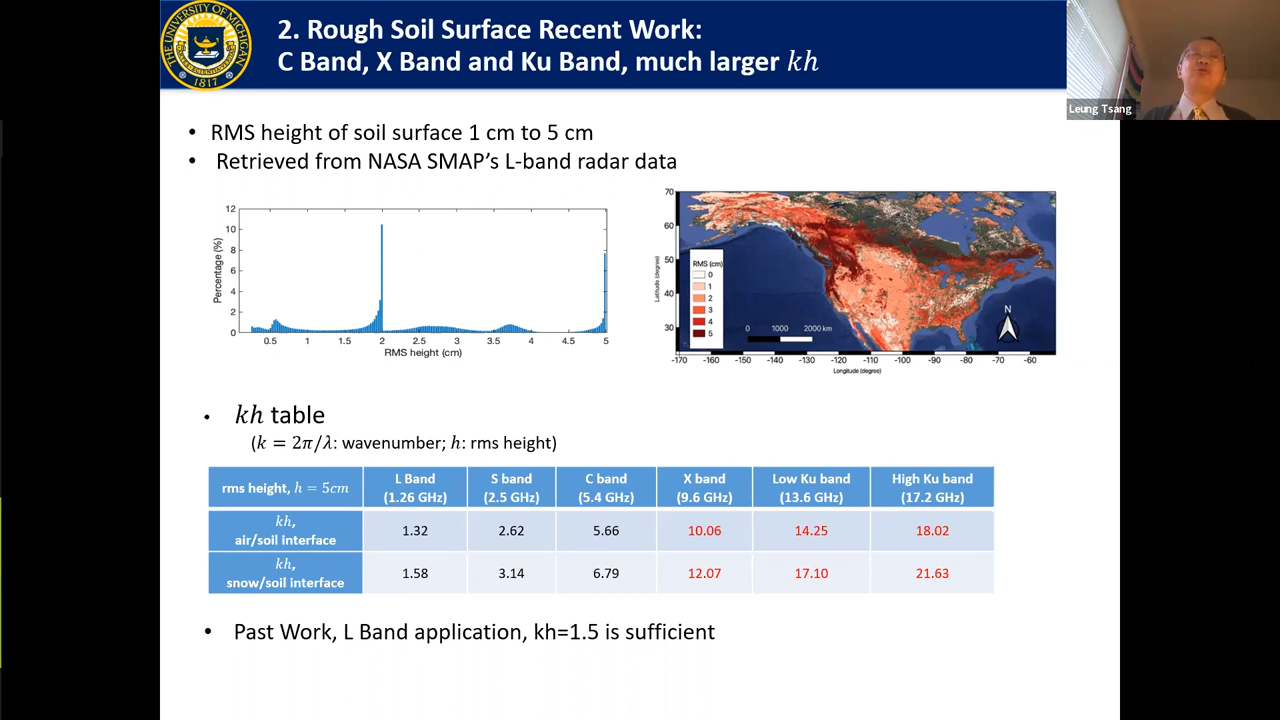 THE UNIVERSITY OF MICHIGAN
1817
2. Rough Soil Surface Recent Work:
C Band, X Band and Ku Band, much larger kh
Leung Tsang
• RMS height of soil surface 1 cm to 5 cm
• Retrieved from NASA SMAP's L-band radar data
12
10
8
6
4
2
0
Percentage (%)
0.5 1 1.5 2 2.5 3 3.5 4 4.5 5
RMS height (cm)
70
60
50
40
30
Latitude (degree)
RMS (cm)
0
1
2
3
4
5
0 1000 2000 km
N
-170 -160 -150 -140 -130 -120 -110 -100 -90 -80 -70 -60
Longitude (degree)
• kh table
(k = 2π/λ: wavenumber; h: rms height)
rms height, h = 5cm L Band (1.26 GHz) S band (2.5 GHz) C band (5.4 GHz) X band (9.6 GHz) Low Ku band (13.6 GHz) High Ku band (17.2 GHz)
kh, air/soil interface 1.32 2.62 5.66 10.06 14.25 18.02
kh, snow/soil interface 1.58 3.14 6.79 12.07 17.10 21.63
• Past Work, L Band application, kh=1.5 is sufficient